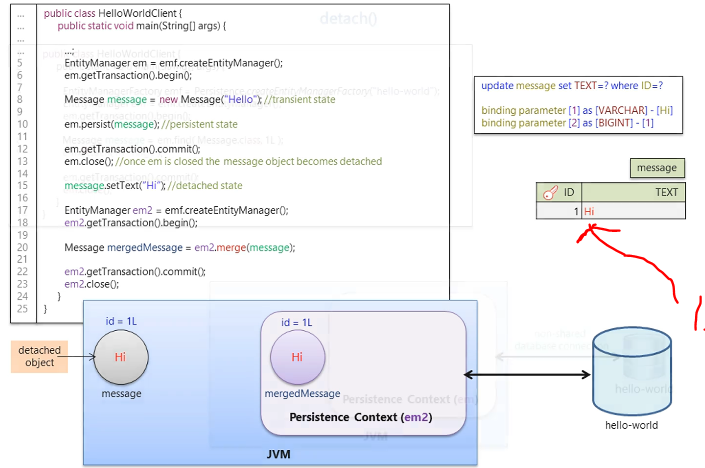 detach()
... public class HelloWorldClient {
... public static void main(String[] args) {
...
... ...;
5 EntityManager em = emf.createEntityManager();
6 em.getTransaction().begin();
7
8 Message message = new Message("Hello"); //transient state
9
10 em.persist(message); //persistent state
11
12 em.getTransaction().commit();
13 em.close(); //once em is closed the message object becomes detached
14
15 message.setText("Hi"); //detached state
16
17 EntityManager em2 = emf.createEntityManager();
18 em2.getTransaction().begin();
19
20 Message mergedMessage = em2.merge(message);
21
22 em2.getTransaction().commit();
23 em2.close();
24 }
25 }
update message set TEXT=? where ID=?
binding parameter [1] as [VARCHAR] - [Hi]
binding parameter [2] as [BIGINT] - [1]
message
ID TEXT
1 Hi
id = 1L
id = 1L
detached
object
Hi
Hi
message
mergedMessage
Persistence Context (em)
Persistence Context (em2)
JVM
JVM
hello-world
hello-world